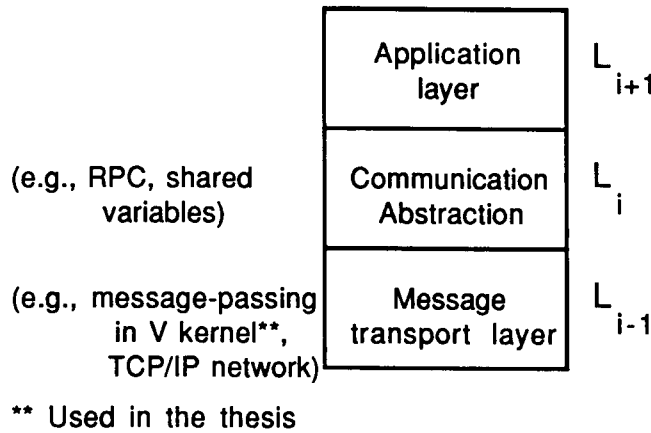 Application
layer
L i+1
(e.g., RPC, shared
variables)
Communication
Abstraction
L i
(e.g., message-passing
in V kernel**,
TCP/IP network)
Message
transport layer
L i-1
** Used in the thesis